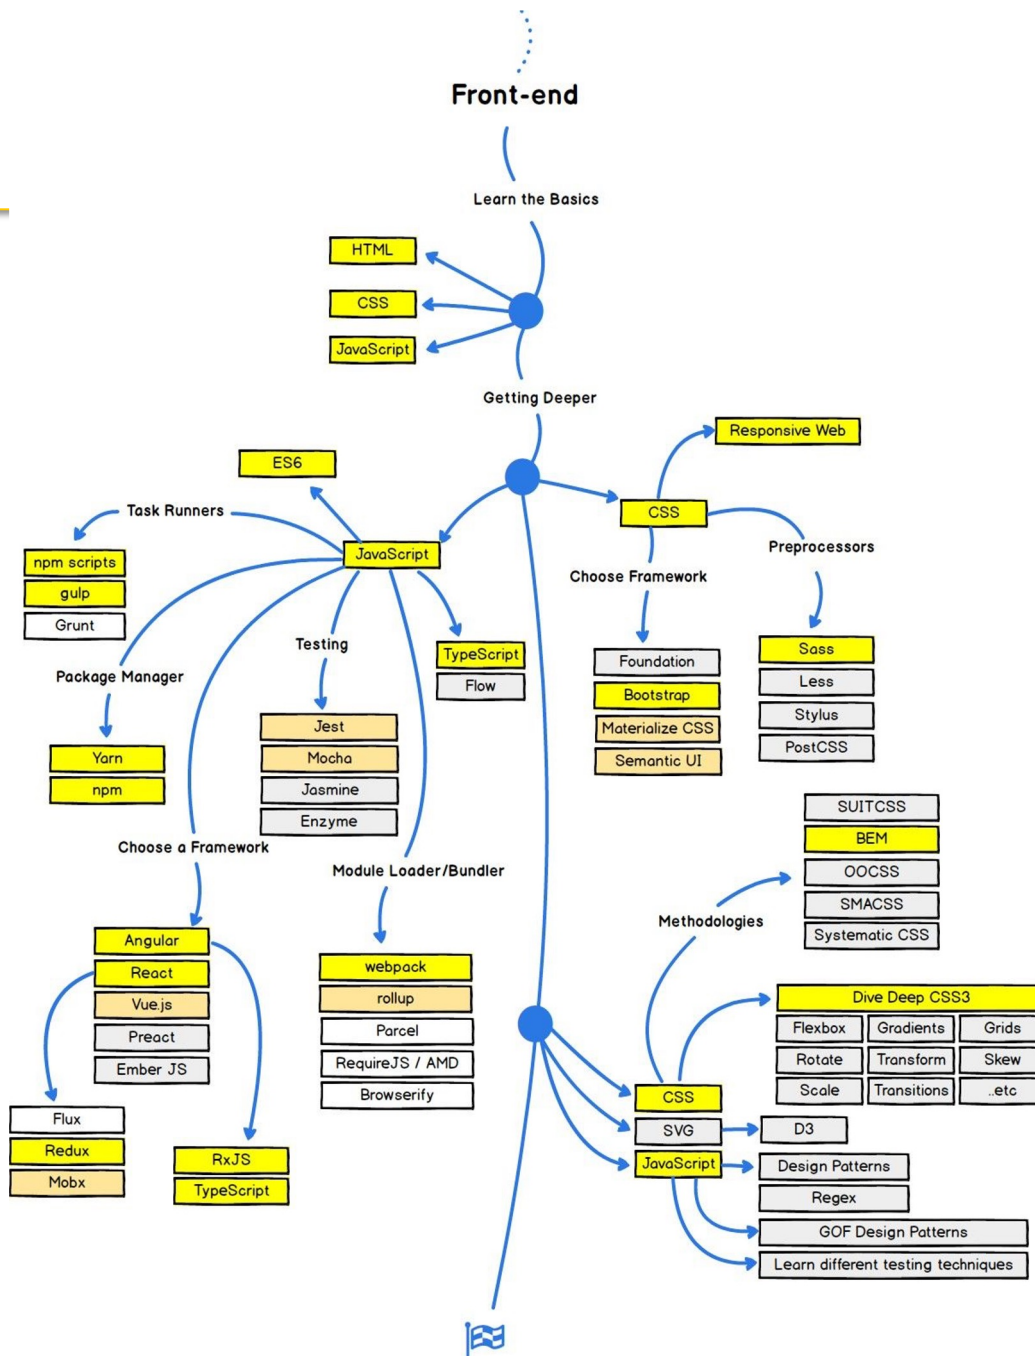 Front-end
Learn the Basics
HTML
CSS
JavaScript
Getting Deeper
Responsive Web
ES6
CSS
Task Runners
JavaScript
npm scripts
gulp
Grunt
Preprocessors
Choose Framework
Testing
TypeScript
Flow
Package Manager
Foundation
Bootstrap
Materialize CSS
Semantic UI
Sass
Less
Stylus
PostCSS
Jest
Mocha
Jasmine
Enzyme
Yarn
npm
Choose a Framework
Module Loader/Bundler
SUITCSS
BEM
OOCSS
SMACSS
Systematic CSS
Methodologies
Angular
React
Vue.js
Preact
Ember JS
webpack
rollup
Parcel
RequireJS / AMD
Browserify
Dive Deep CSS3
Flexbox Gradients Grids
Rotate Transform Skew
Scale Transitions ..etc
CSS
SVG
D3
JavaScript
Design Patterns
Regex
GOF Design Patterns
Learn different testing techniques
Flux
Redux
Mobx
RxJS
TypeScript